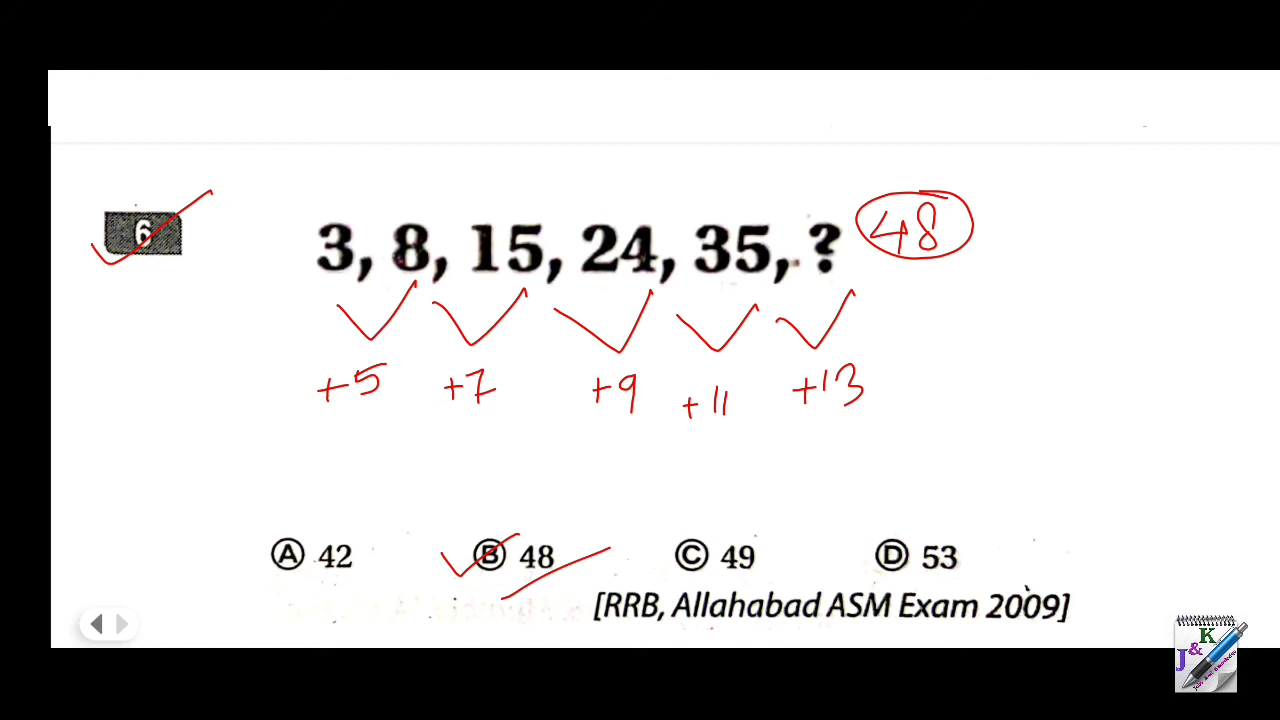 6
3, 8, 15, 24, 35, ? 48
+5 +7 +9 +11 +13
Ⓐ 42 Ⓑ 48 Ⓒ 49 Ⓓ 53
[RRB, Allahabad ASM Exam 2009]
J&K